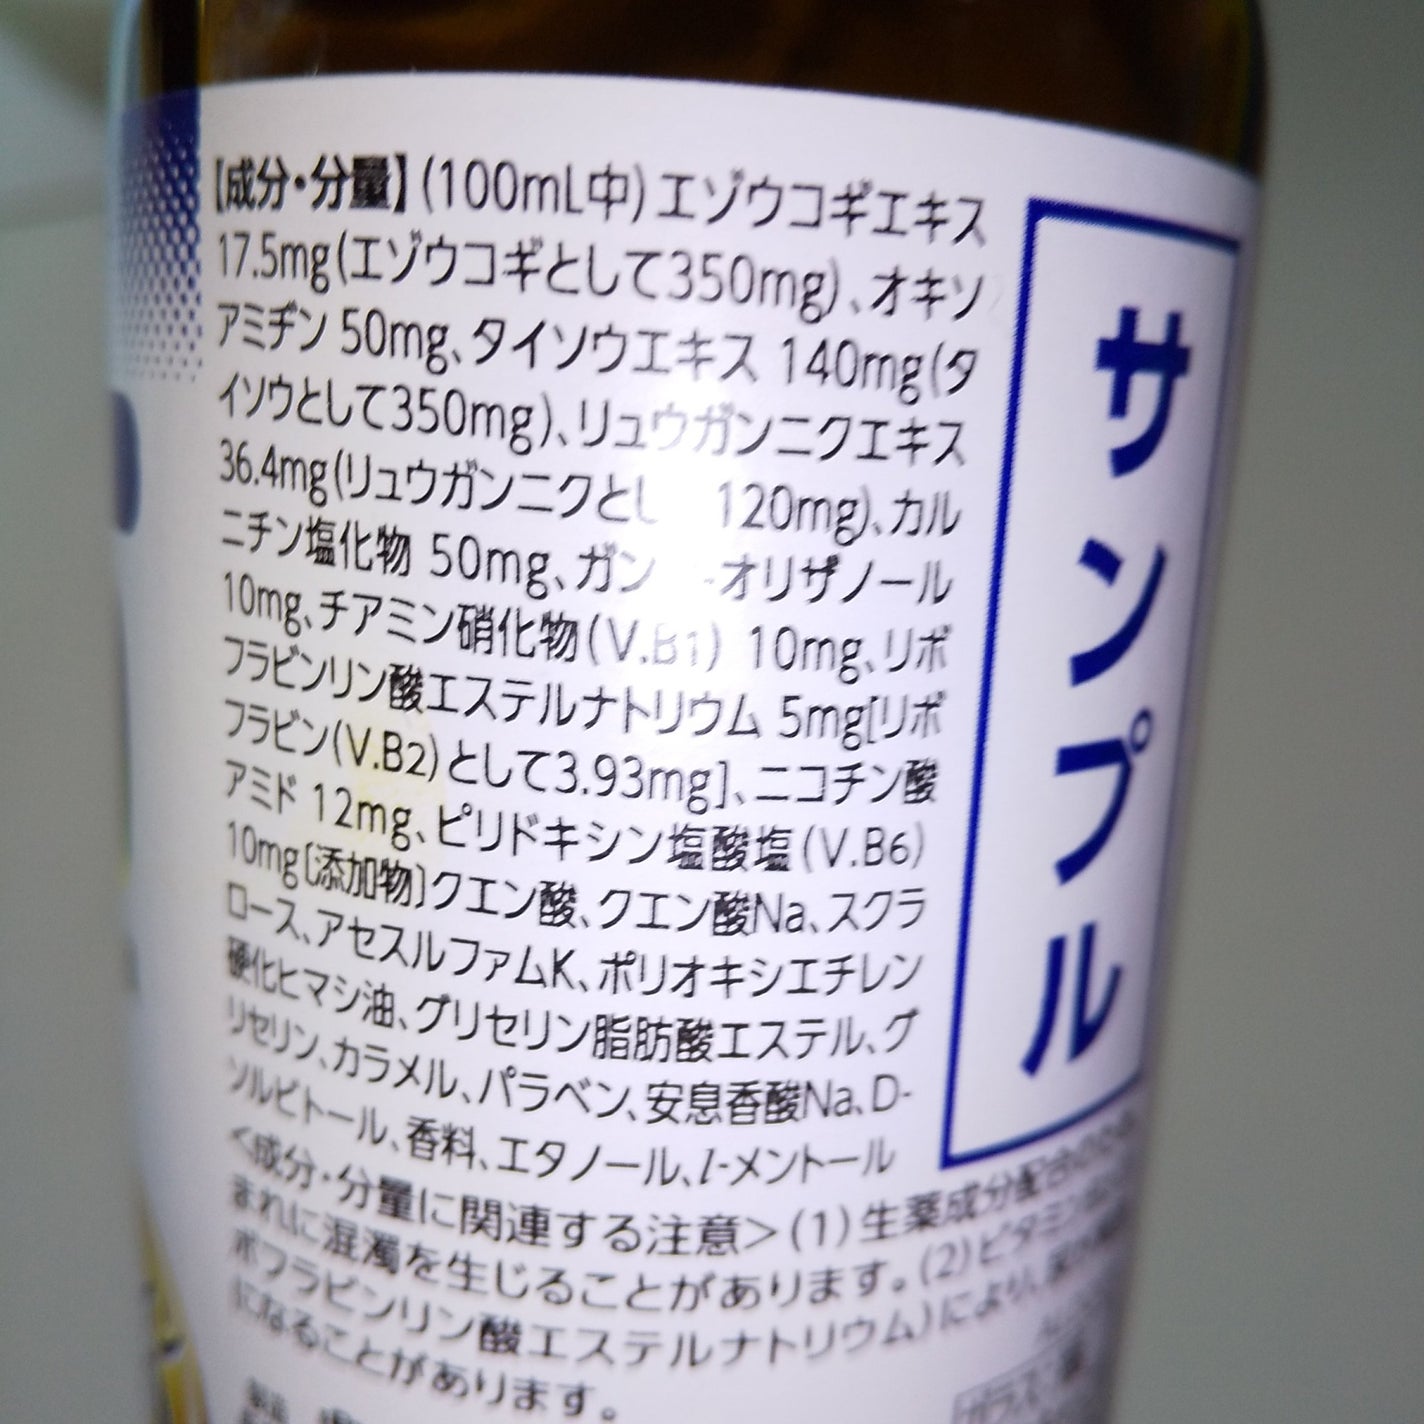 【成分・分量】(100mL中)エゾウコギエキス
17.5mg(エゾウコギとして350mg)、オキソ
アミヂン 50mg、タイソウエキス 140mg(タ
イソウとして350mg)、リュウガンニクエキス
36.4mg(リュウガンニクとし 120mg)、カル
ニチン塩化物 50mg、ガン -オリザノール
10mg、チアミン硝化物(V.B1) 10mg、リボ
フラビンリン酸エステルナトリウム 5mg[リボ
フラビン(V.B2)として3.93mg]、ニコチン酸
アミド 12mg、ピリドキシン塩酸塩(V.B6)
10mg〔添加物〕クエン酸、クエン酸Na、スクラ
ロース、アセスルファムK、ポリオキシエチレン
硬化ヒマシ油、グリセリン脂肪酸エステル、グ
リセリン、カラメル、パラベン、安息香酸Na、D-
ソルビトール、香料、エタノール、l-メントール
<成分・分量に関連する注意>(1)生薬成分配合のため、
まれに混濁を生じることがあります。(2)ビタミン
ボフラビンリン酸エステルナトリウム)により、尿が
になることがあります。
サンプル